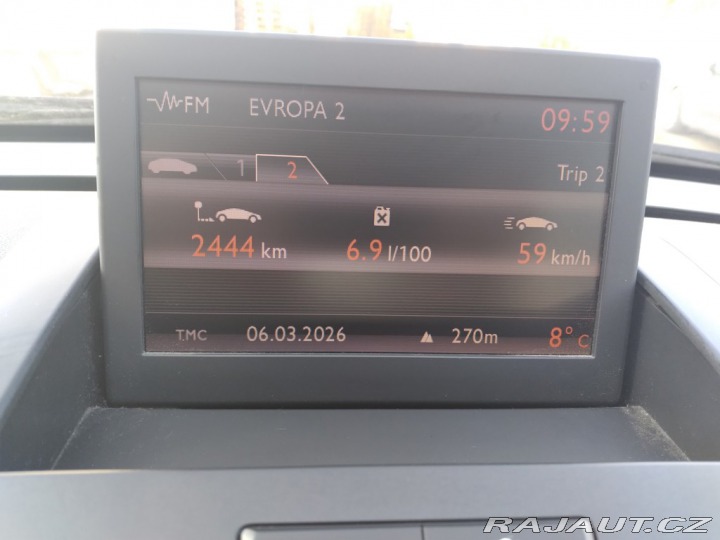 FM EVROPA 2 09:59
1 2 Trip 2
2444 km 6.9 l/100 59 km/h
TMC 06.03.2026 270m 8° C
RAJAUT.CZ